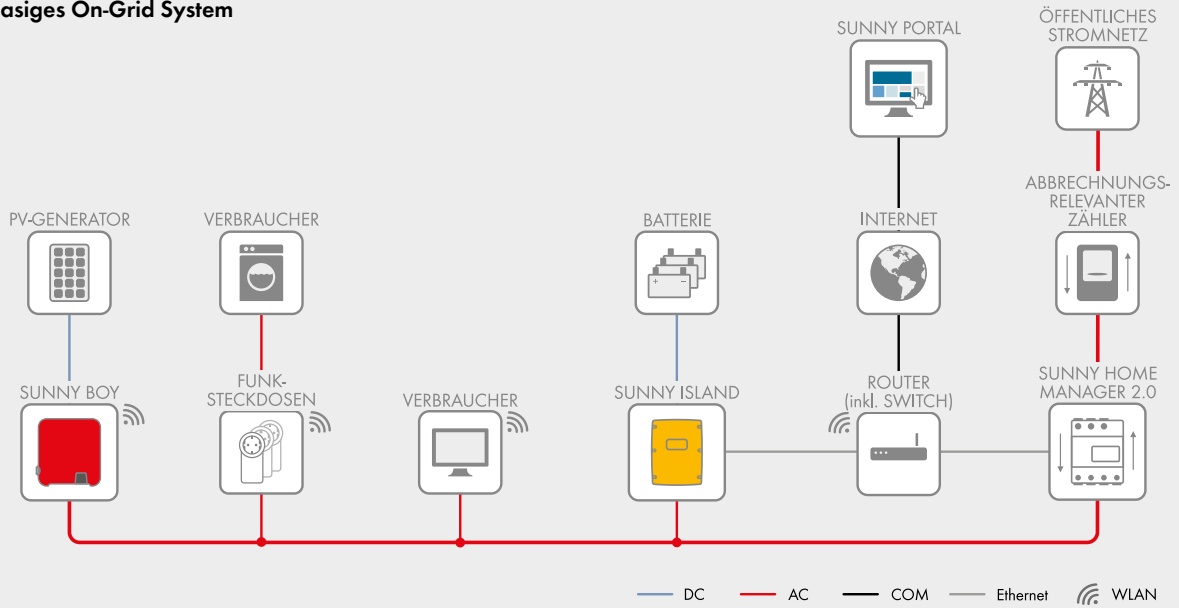 asiges On-Grid System
SUNNY PORTAL
ÖFFENTLICHES
STROMNETZ
PV-GENERATOR
VERBRAUCHER
BATTERIE
INTERNET
ABBRECHNUNGS-
RELEVANTER
ZÄHLER
SUNNY BOY
FUNK-
STECKDOSEN
VERBRAUCHER
SUNNY ISLAND
ROUTER
(inkl. SWITCH)
SUNNY HOME
MANAGER 2.0
DC
AC
COM
Ethernet
WLAN